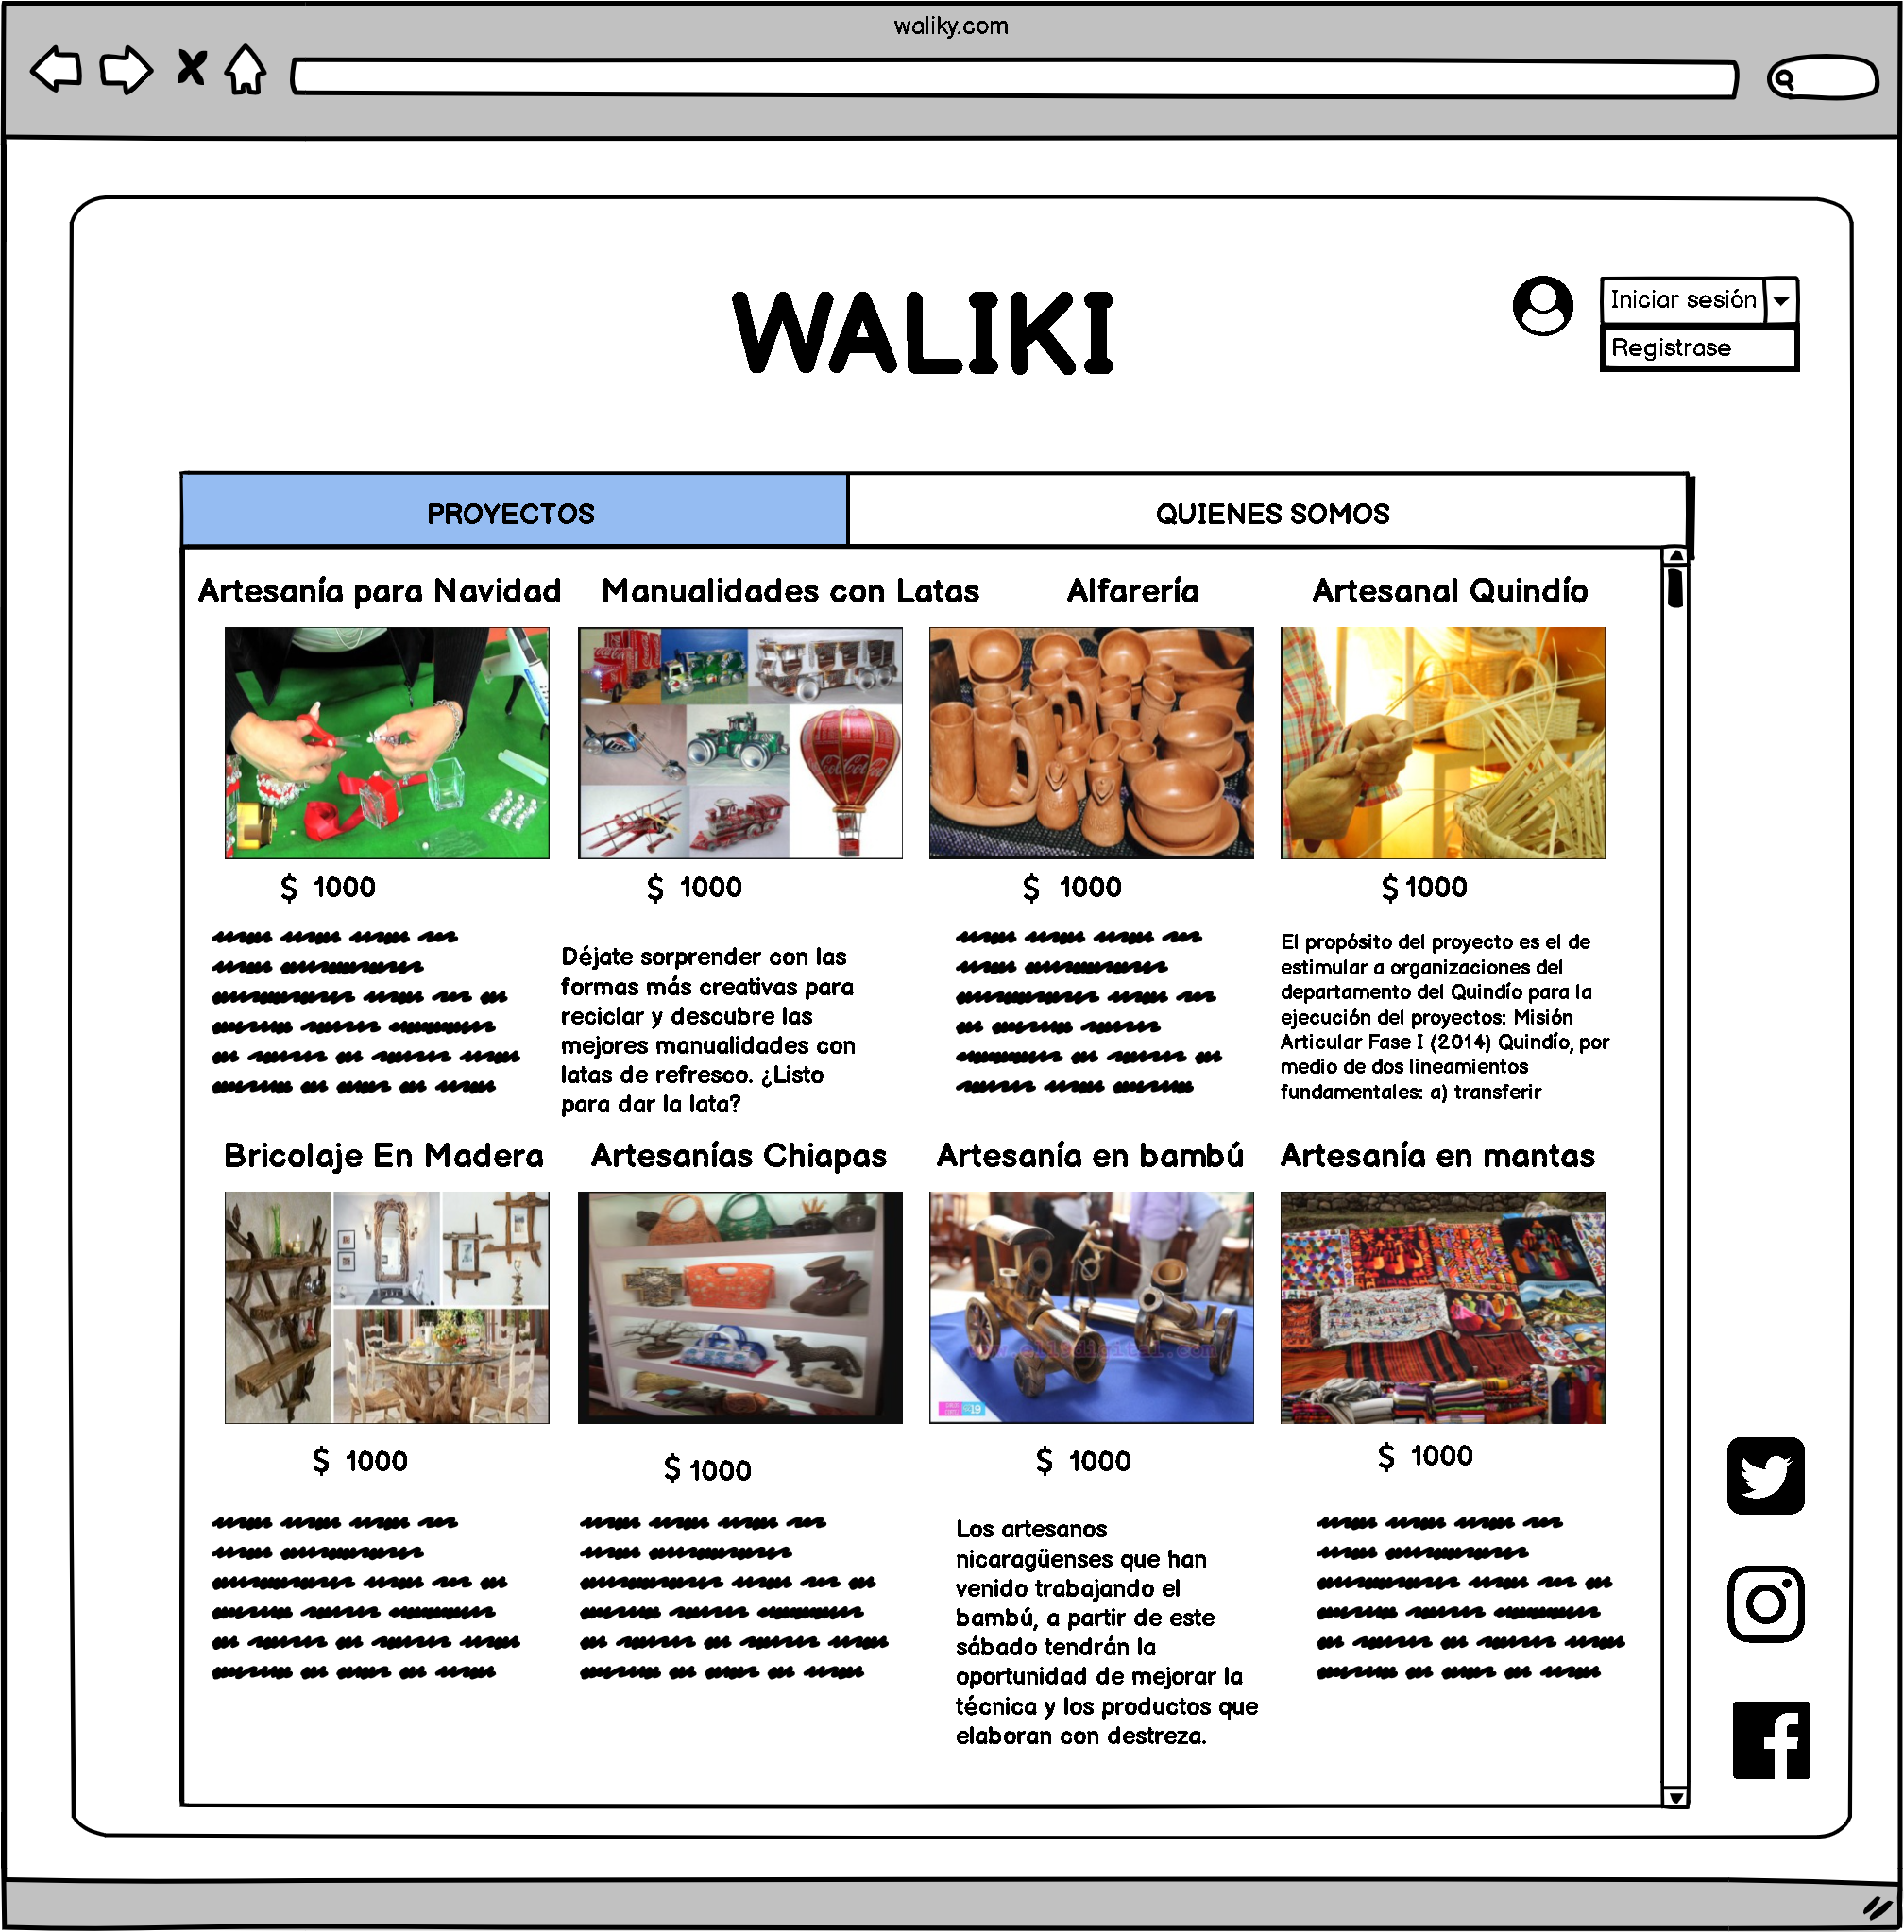 waliky.com
WALIKI
Iniciar sesión
Registrase
PROYECTOS
QUIENES SOMOS
Artesanía para Navidad
Manualidades con Latas
Alfarería
Artesanal Quindío
$ 1000
$ 1000
$ 1000
$ 1000
Déjate sorprender con las
formas más creativas para
reciclar y descubre las
mejores manualidades con
latas de refresco. ¿Listo
para dar la lata?
El propósito del proyecto es el de
estimular a organizaciones del
departamento del Quindío para la
ejecución del proyectos: Misión
Articular Fase I (2014) Quindío, por
medio de dos lineamientos
fundamentales: a) transferir
Bricolaje En Madera
Artesanías Chiapas
Artesanía en bambú
Artesanía en mantas
$ 1000
$ 1000
$ 1000
$ 1000
Los artesanos
nicaragüenses que han
venido trabajando el
bambú, a partir de este
sábado tendrán la
oportunidad de mejorar la
técnica y los productos que
elaboran con destreza.